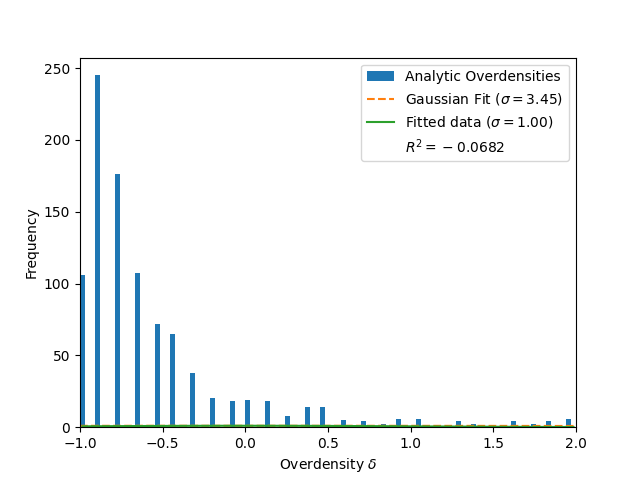 250
200
150
100
50
0
Frequency
Analytic Overdensities
Gaussian Fit (σ = 3.45)
Fitted data (σ = 1.00)
R² = −0.0682
−1.0 −0.5 0.0 0.5 1.0 1.5 2.0
Overdensity δ